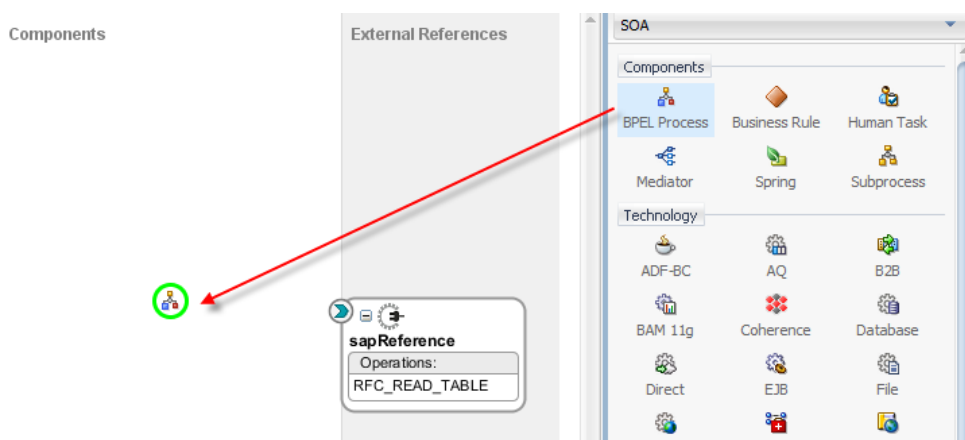 Components
External References
sapReference
Operations:
RFC_READ_TABLE
SOA
Components
BPEL Process Business Rule Human Task
Mediator Spring Subprocess
Technology
ADF-BC AQ B2B
BAM 11g Coherence Database
Direct EJB File